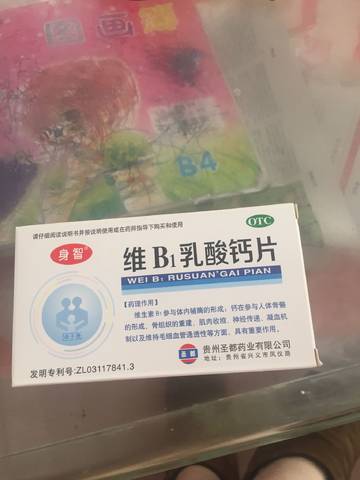 图画簿
B4
请仔细阅读说明书并按说明使用或在药师指导下购买和使用
OTC
身智®
维B1乳酸钙片
WEI B1 RUSUAN GAI PIAN
【药理作用】
维生素B1参与体内辅酶的形成；钙在参与人体骨骼
的形成、骨组织的重建、肌肉收缩、神经传递、凝血机
制以及维持毛细血管通透性等方面，具有重要作用。
圣都
贵州圣都药业有限公司
地址：贵州省兴义市凤仪路
发明专利号:ZL03117841.3